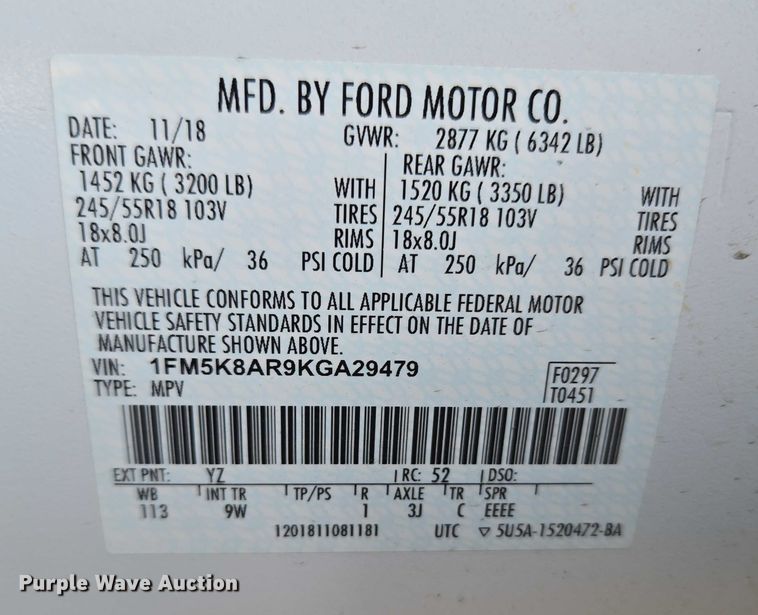 MFD. BY FORD MOTOR CO.
DATE: 11/18 GVWR: 2877 KG ( 6342 LB)
FRONT GAWR: REAR GAWR:
1452 KG ( 3200 LB) WITH 1520 KG ( 3350 LB) WITH
245/55R18 103V TIRES 245/55R18 103V TIRES
18x8.0J RIMS 18x8.0J RIMS
AT 250 kPa/ 36 PSI COLD AT 250 kPa/ 36 PSI COLD
THIS VEHICLE CONFORMS TO ALL APPLICABLE FEDERAL MOTOR
VEHICLE SAFETY STANDARDS IN EFFECT ON THE DATE OF
MANUFACTURE SHOWN ABOVE.
VIN: 1FM5K8AR9KGA29479 F0297
TYPE: MPV T0451
EXT PNT: YZ RC: 52 DSO:
WB INT TR TP/PS R AXLE TR SPR
113 9W 1 3J C EEEE
1201811081181 UTC ▽ 5U5A-1520472-BA
Purple Wave Auction